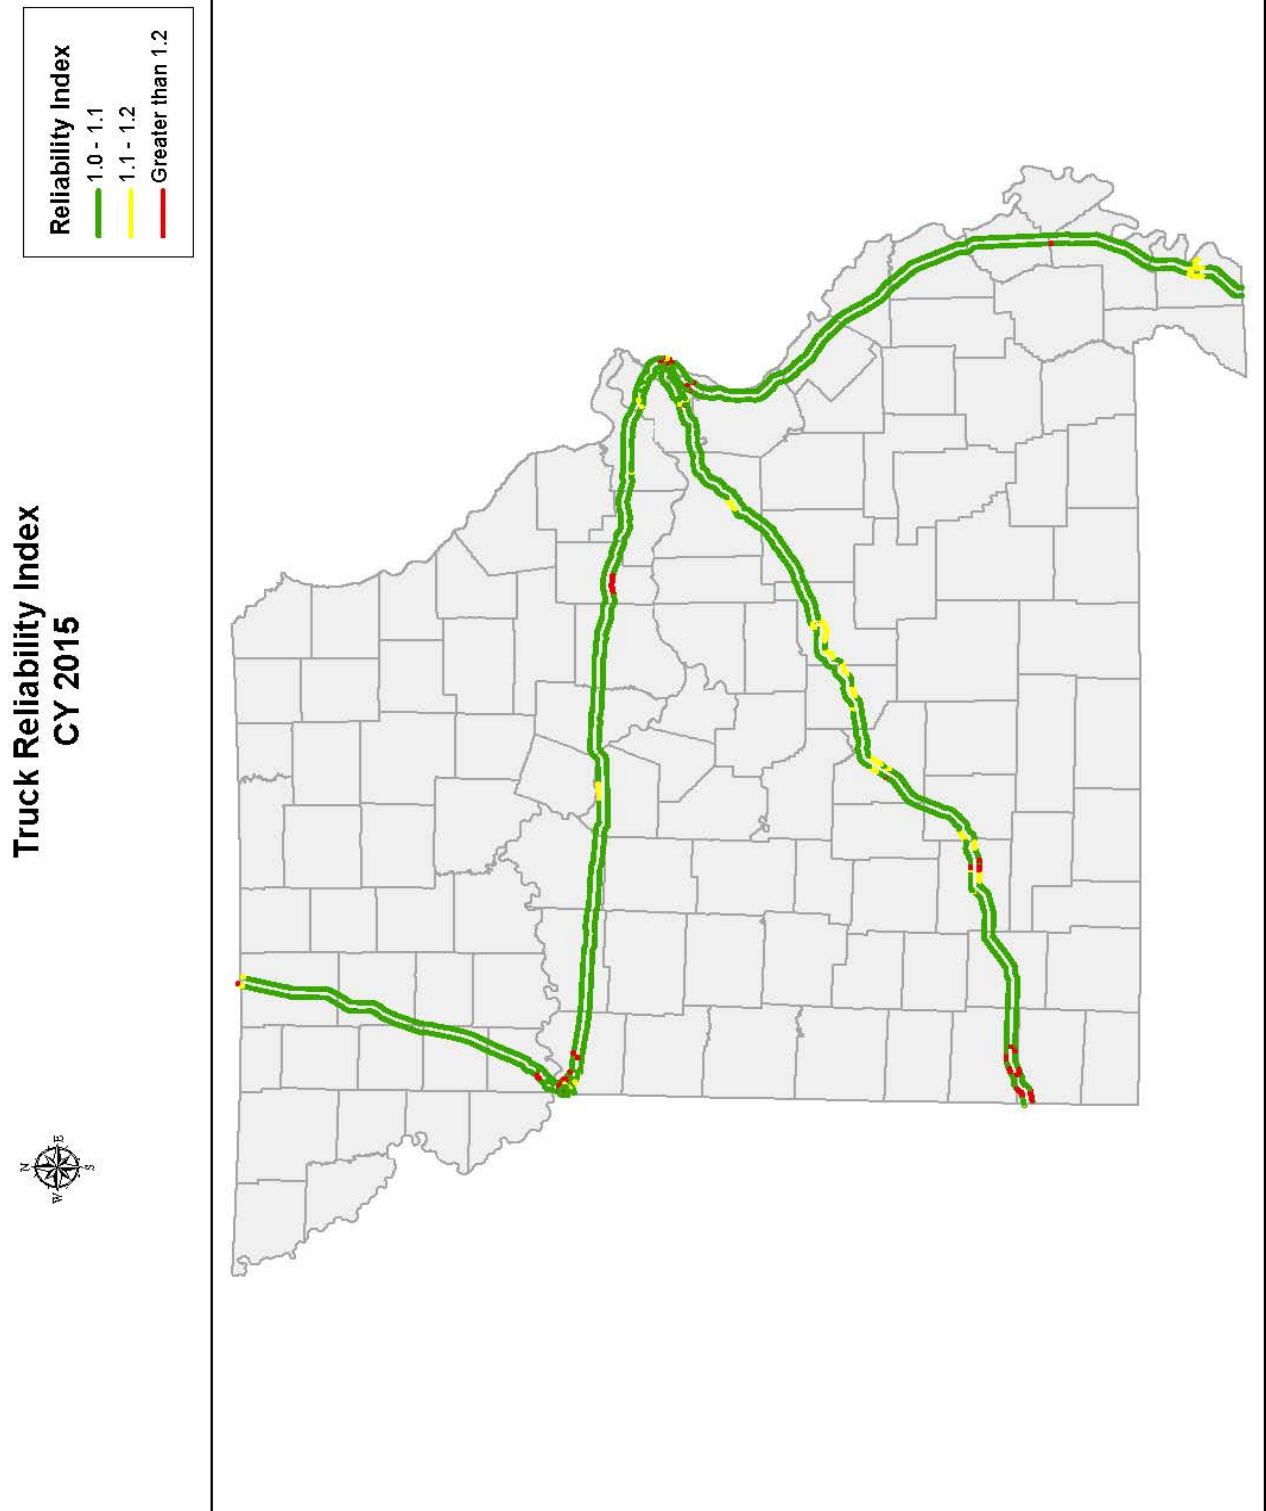 Truck Reliability Index
CY 2015
N
W
E
S
Reliability Index
1.0 - 1.1
1.1 - 1.2
Greater than 1.2